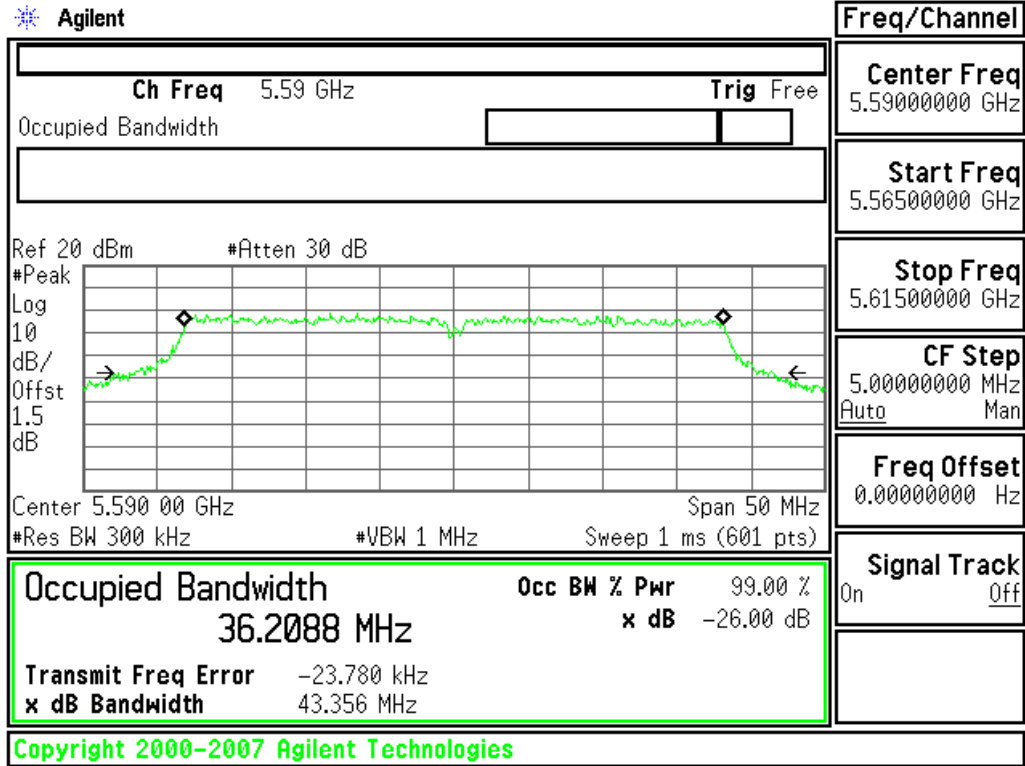 Agilent
Freq/Channel
Ch Freq 5.59 GHz Trig Free
Occupied Bandwidth
Center Freq
5.59000000 GHz
Start Freq
5.56500000 GHz
Stop Freq
5.61500000 GHz
CF Step
5.00000000 MHz
Auto Man
Freq Offset
0.00000000 Hz
Signal Track
On Off
Ref 20 dBm #Atten 30 dB
#Peak
Log
10
dB/
Offst
1.5
dB
Center 5.590 00 GHz Span 50 MHz
#Res BW 300 kHz #VBW 1 MHz Sweep 1 ms (601 pts)
Occupied Bandwidth Occ BW % Pwr 99.00 %
36.2088 MHz x dB -26.00 dB
Transmit Freq Error -23.780 kHz
x dB Bandwidth 43.356 MHz
Copyright 2000-2007 Agilent Technologies